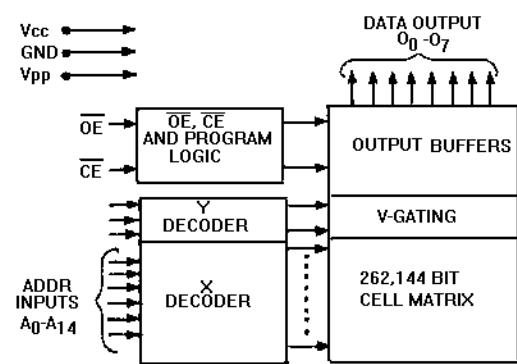 DATA OUTPUT
O0-O7
Vcc
GND
Vpp
OE
CE
OE, CE
AND PROGRAM
LOGIC
OUTPUT BUFFERS
Y
DECODER
V-GATING
ADDR
INPUTS
A0-A14
X
DECODER
262,144 BIT
CELL MATRIX